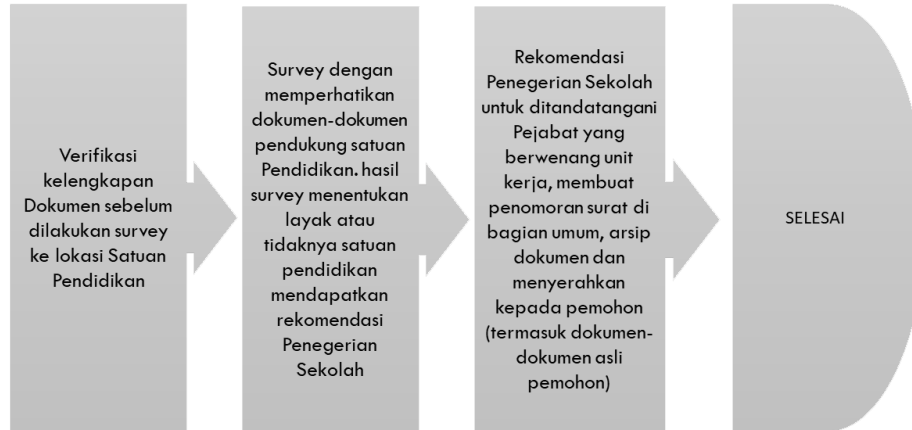 Verifikasi
kelengkapan
Dokumen sebelum
dilakukan survey
ke lokasi Satuan
Pendidikan
Survey dengan
memperhatikan
dokumen-dokumen
pendukung satuan
Pendidikan. hasil
survey menentukan
layak atau
tidaknya satuan
pendidikan
mendapatkan
rekomendasi
Penegerian
Sekolah
Rekomendasi
Penegerian Sekolah
untuk ditandatangani
Pejabat yang
berwenang unit
kerja, membuat
penomoran surat di
bagian umum, arsip
dokumen dan
menyerahkan
kepada pemohon
(termasuk dokumen-
dokumen asli
pemohon)
SELESAI